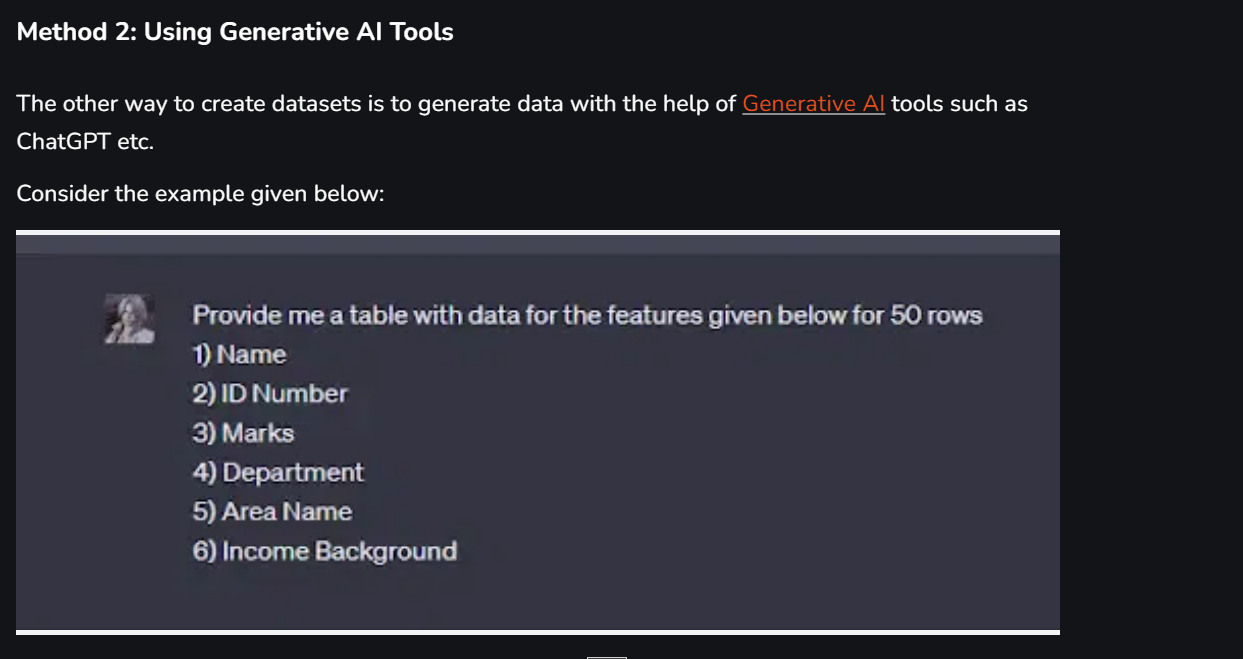 Method 2: Using Generative AI Tools
The other way to create datasets is to generate data with the help of Generative AI tools such as
ChatGPT etc.
Consider the example given below:
Provide me a table with data for the features given below for 50 rows
1) Name
2) ID Number
3) Marks
4) Department
5) Area Name
6) Income Background